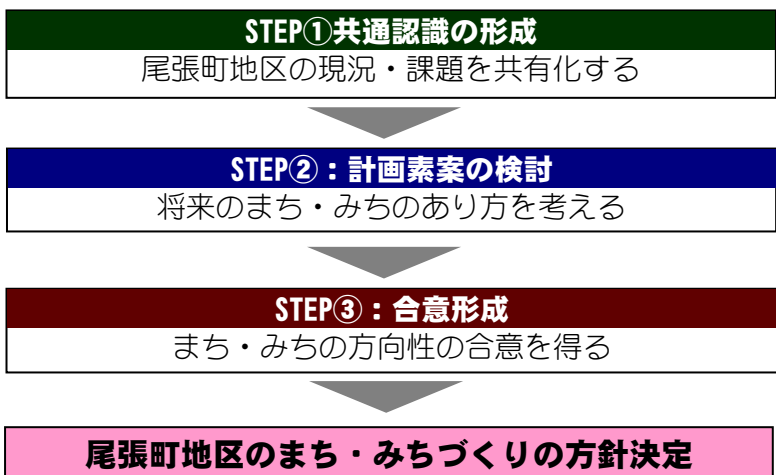 STEP①共通認識の形成
尾張町地区の現況・課題を共有化する
STEP②：計画素案の検討
将来のまち・みちのあり方を考える
STEP③：合意形成
まち・みちの方向性の合意を得る
尾張町地区のまち・みちづくりの方針決定